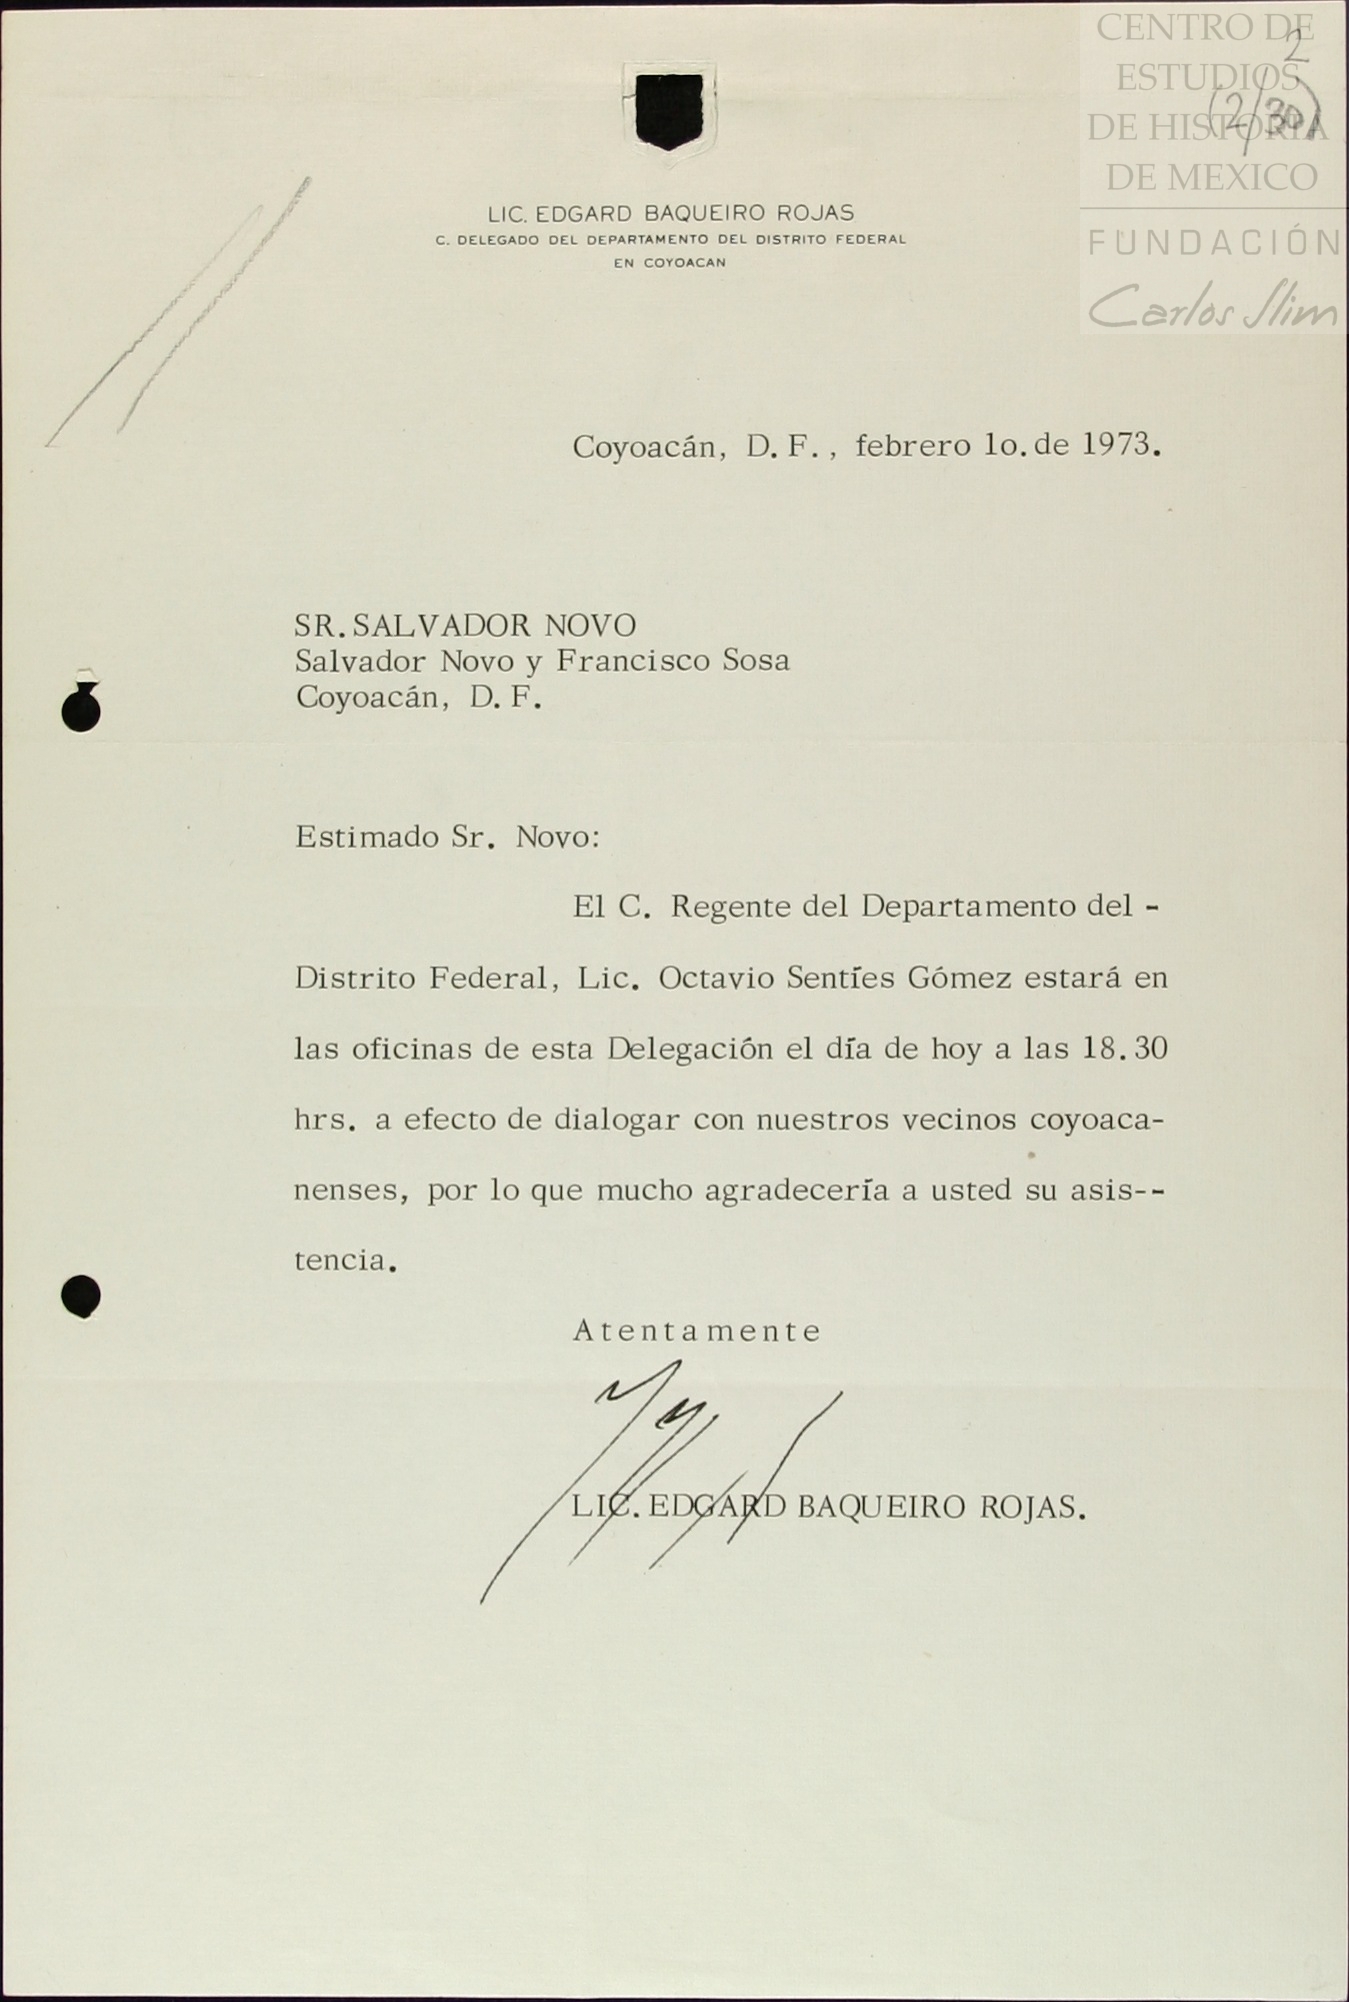 CENTRO DE
ESTUDIOS
DE HISTORIA
DE MEXICO
FUNDACIÓN
Carlos Slim
2
(2/30)
LIC. EDGARD BAQUEIRO ROJAS
C. DELEGADO DEL DEPARTAMENTO DEL DISTRITO FEDERAL
EN COYOACAN
Coyoacán, D. F., febrero 1o. de 1973.
SR. SALVADOR NOVO
Salvador Novo y Francisco Sosa
Coyoacán, D. F.
Estimado Sr. Novo:
El C. Regente del Departamento del -
Distrito Federal, Lic. Octavio Sentíes Gómez estará en
las oficinas de esta Delegación el día de hoy a las 18.30
hrs. a efecto de dialogar con nuestros vecinos coyoaca-
nenses, por lo que mucho agradecería a usted su asis--
tencia.
Atentamente
LIC. EDGARD BAQUEIRO ROJAS.